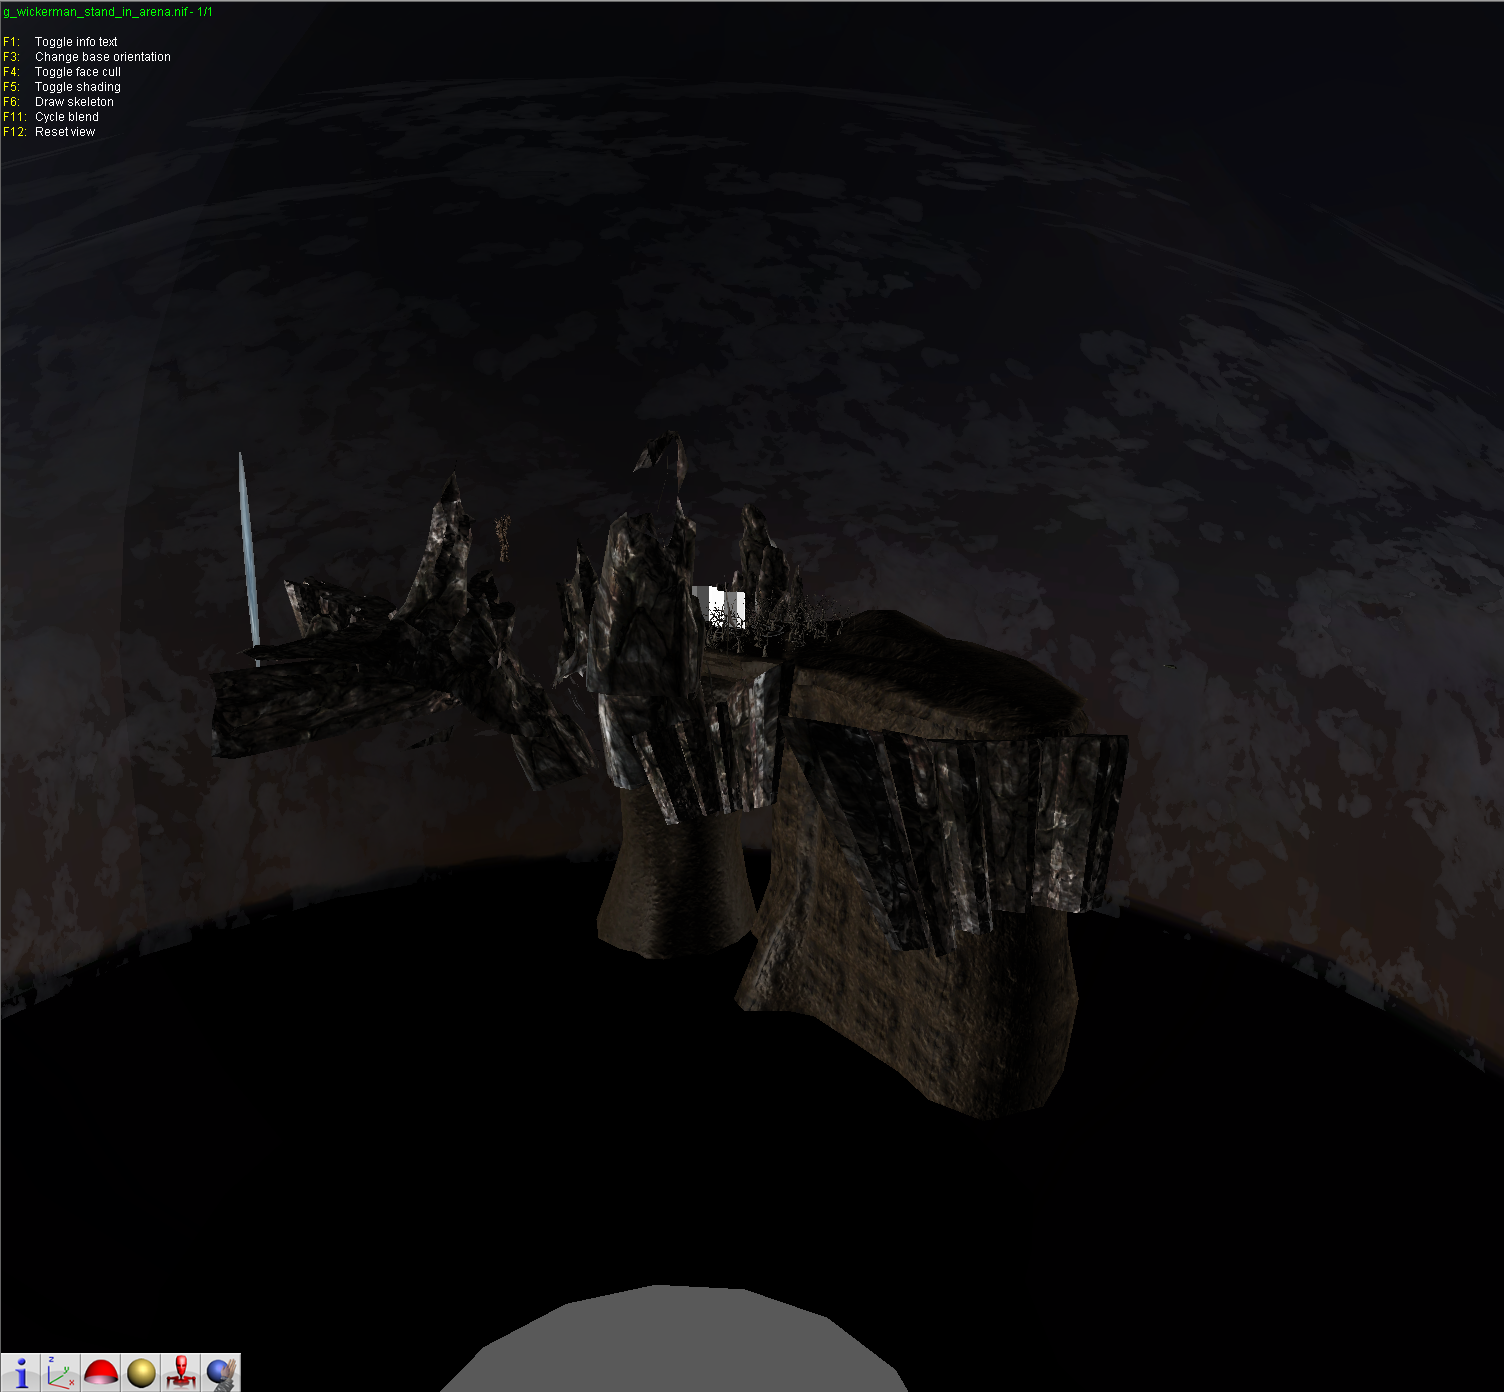 g_wickerman_stand_in_arena.nif - 1/1
F1: Toggle info text
F3: Change base orientation
F4: Toggle face cull
F5: Toggle shading
F6: Draw skeleton
F11: Cycle blend
F12: Reset view
z
y
x